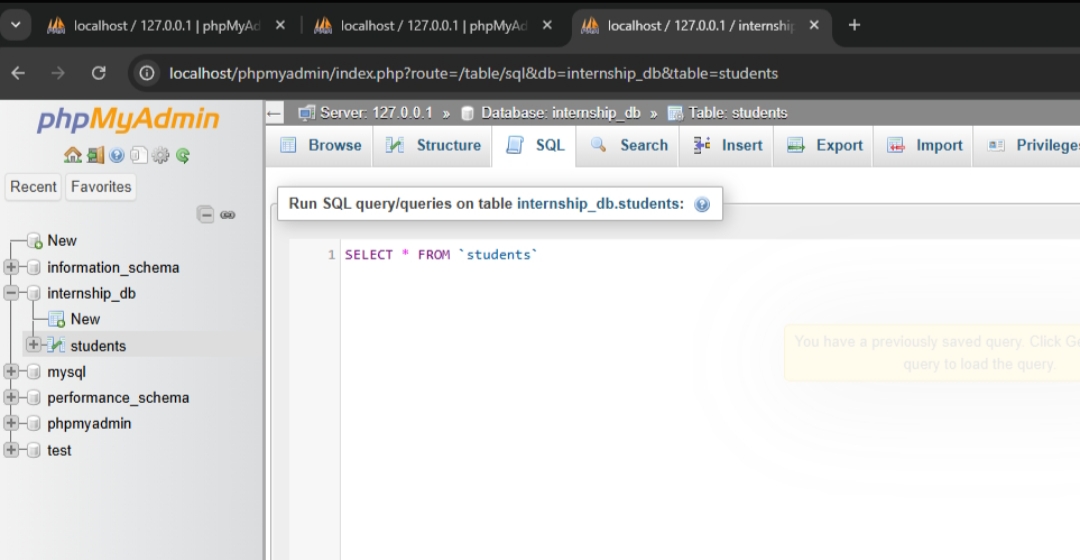 localhost / 127.0.0.1 | phpMyAd
localhost / 127.0.0.1 | phpMyAd
localhost / 127.0.0.1 / internshi
localhost/phpmyadmin/index.php?route=/table/sql&db=internship_db&table=students
phpMyAdmin
Recent Favorites
New
information_schema
internship_db
New
students
mysql
performance_schema
phpmyadmin
test
Server: 127.0.0.1 » Database: internship_db » Table: students
Browse Structure SQL Search Insert Export Import Privileges
Run SQL query/queries on table internship_db.students:
1 SELECT * FROM `students`
You have a previously saved query. Click Ge
query to load the query.